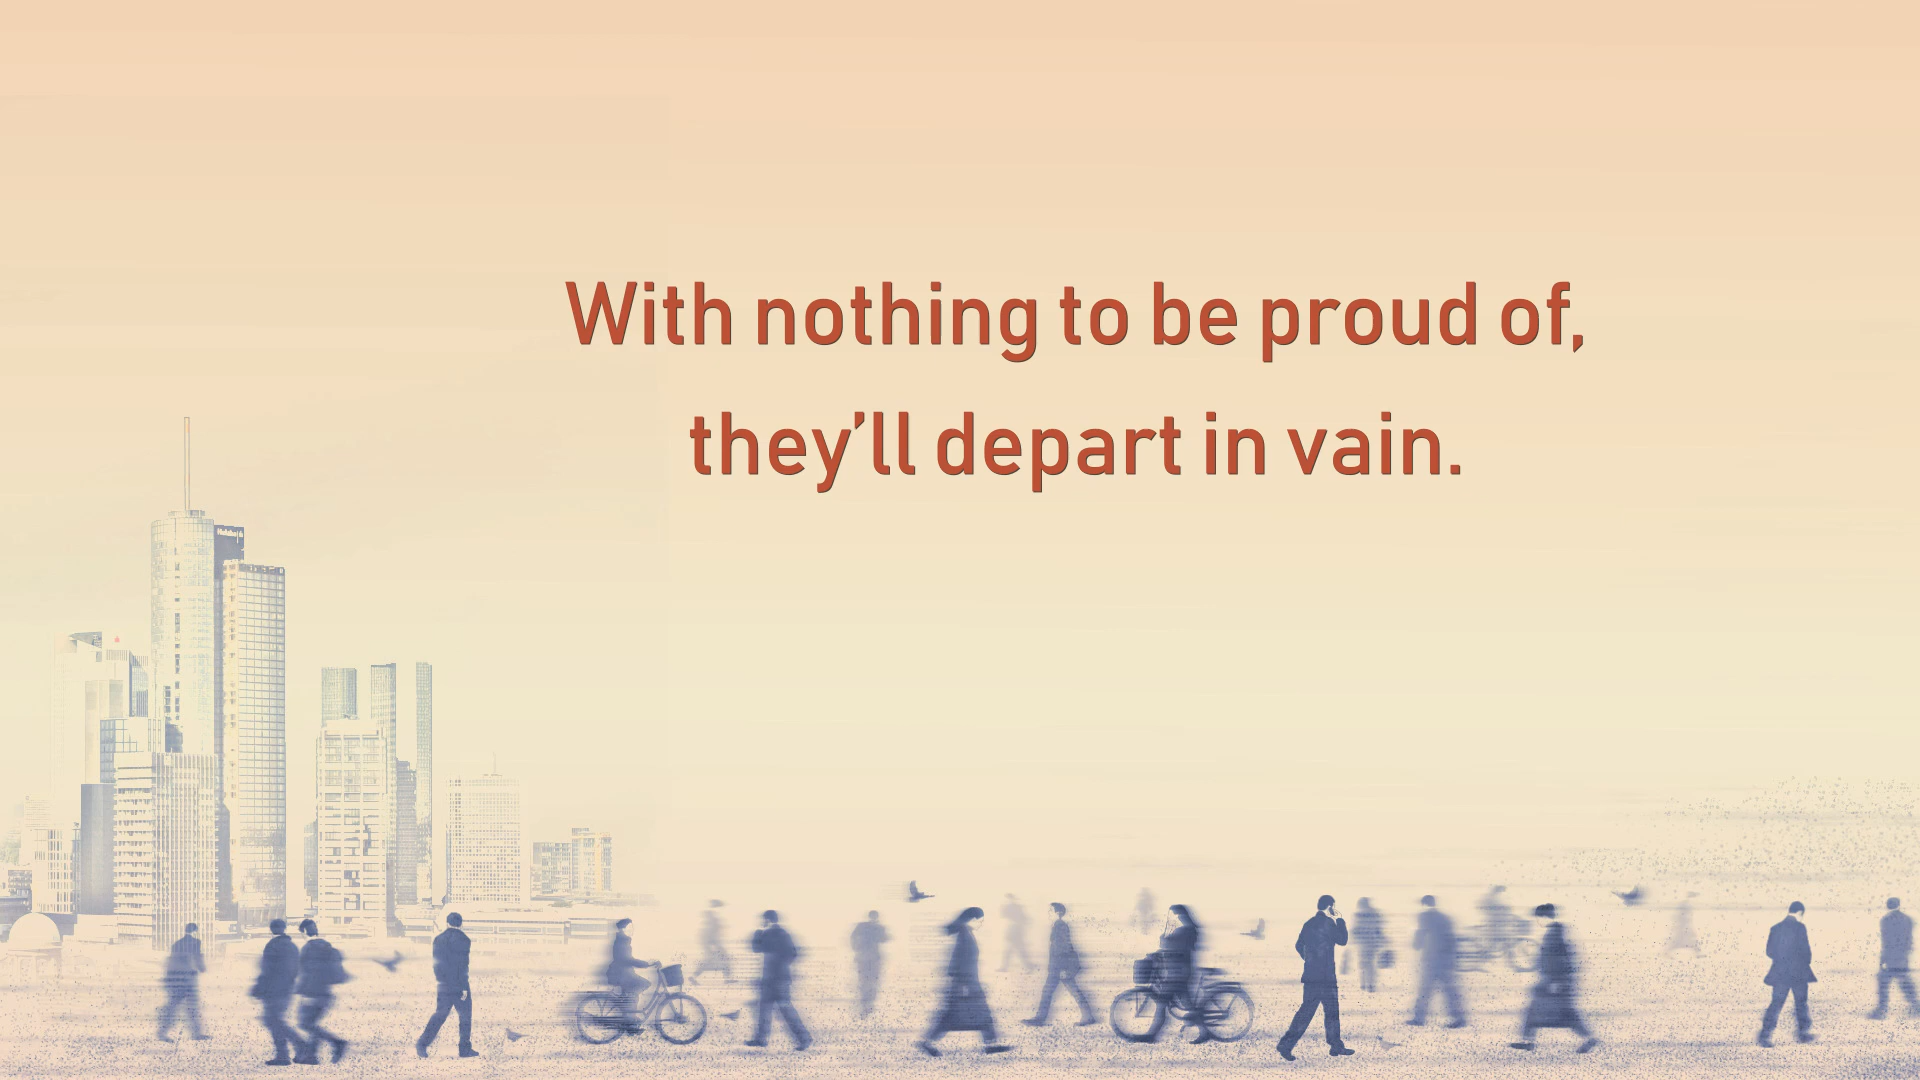 With nothing to be proud of,
they’ll depart in vain.